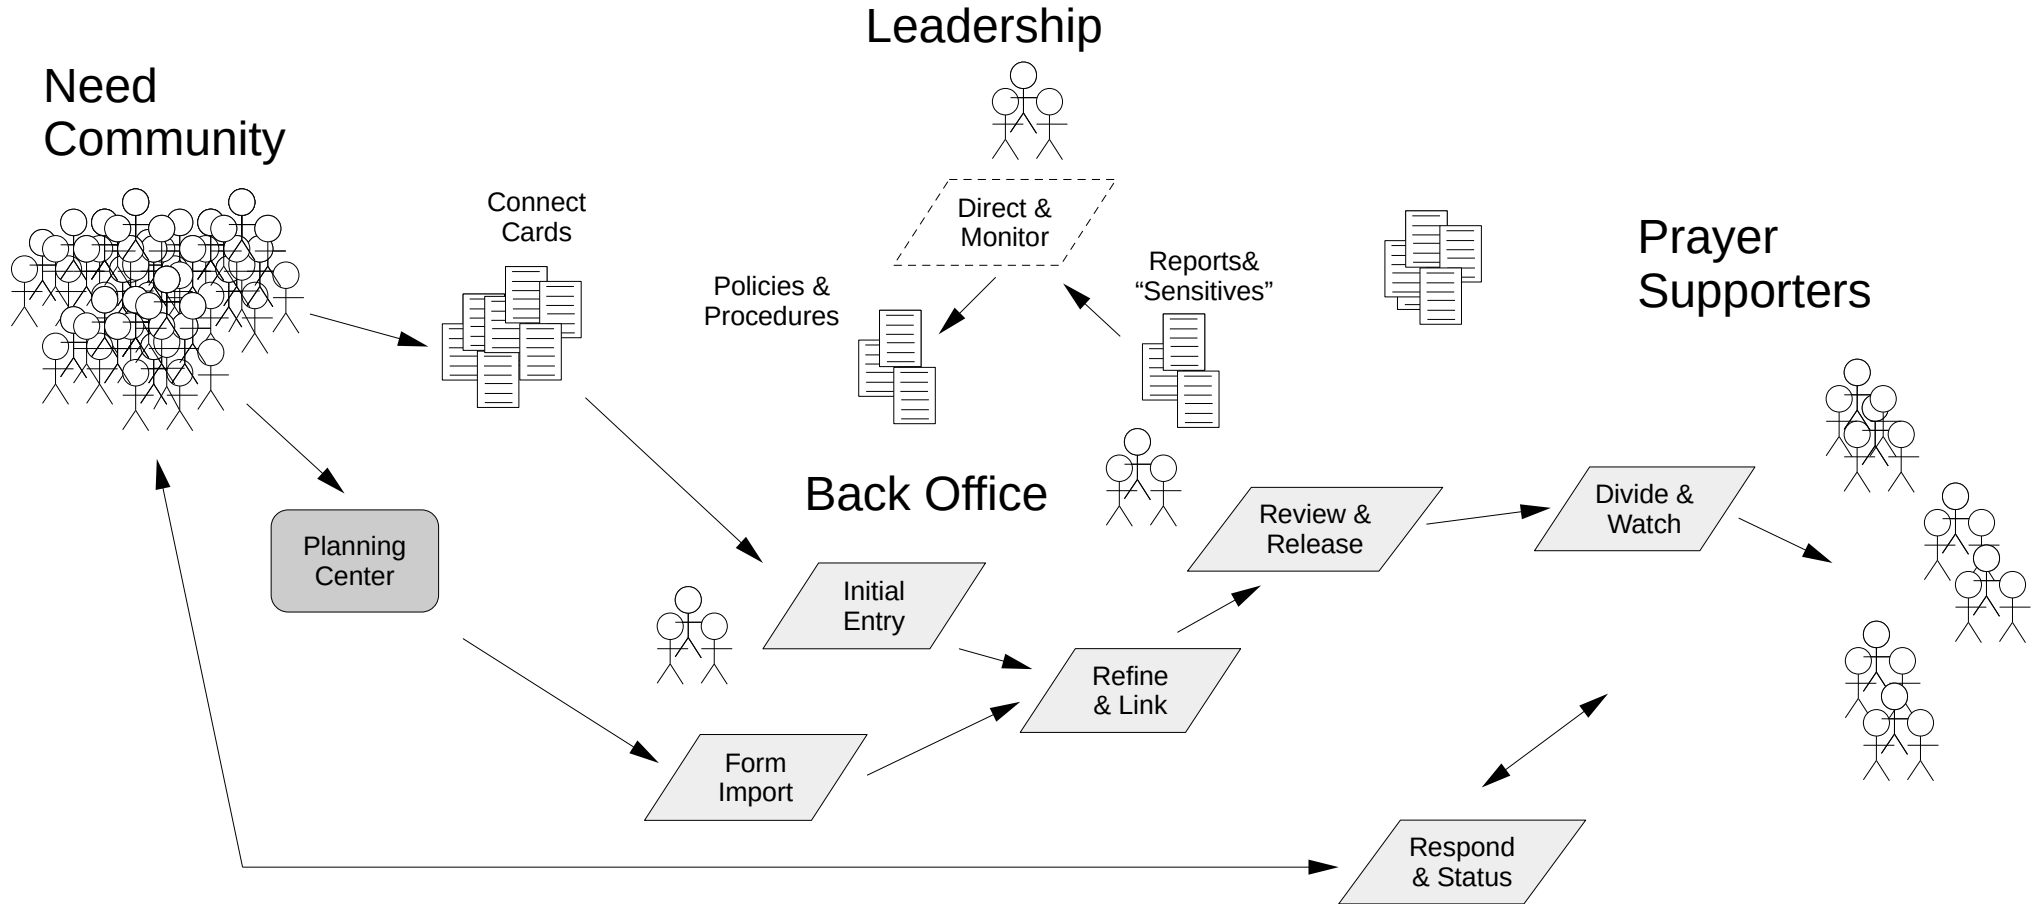 Leadership
Need
Community
Connect
Cards
Direct &
Monitor
Policies &
Procedures
Reports&
“Sensitives”
Prayer
Supporters
Back Office
Planning
Center
Initial
Entry
Review &
Release
Divide &
Watch
Refine
& Link
Form
Import
Respond
& Status